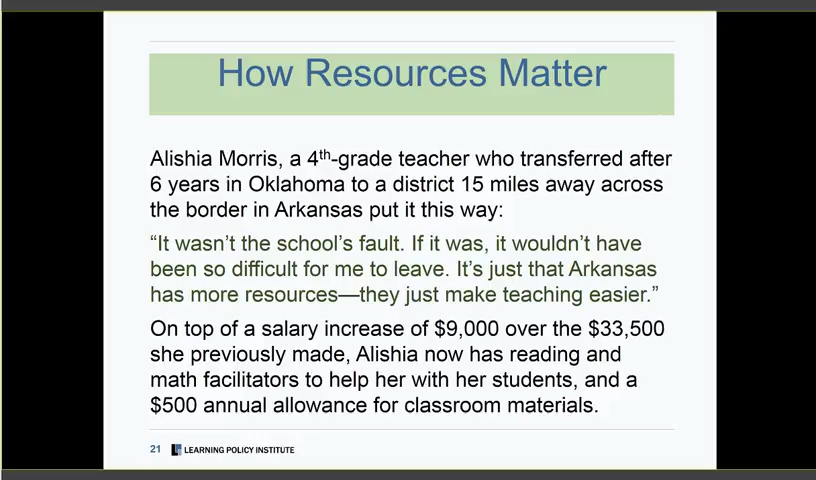 How Resources Matter
Alishia Morris, a 4th-grade teacher who transferred after
6 years in Oklahoma to a district 15 miles away across
the border in Arkansas put it this way:
“It wasn’t the school’s fault. If it was, it wouldn’t have
been so difficult for me to leave. It’s just that Arkansas
has more resources—they just make teaching easier.”
On top of a salary increase of $9,000 over the $33,500
she previously made, Alishia now has reading and
math facilitators to help her with her students, and a
$500 annual allowance for classroom materials.
21 LEARNING POLICY INSTITUTE